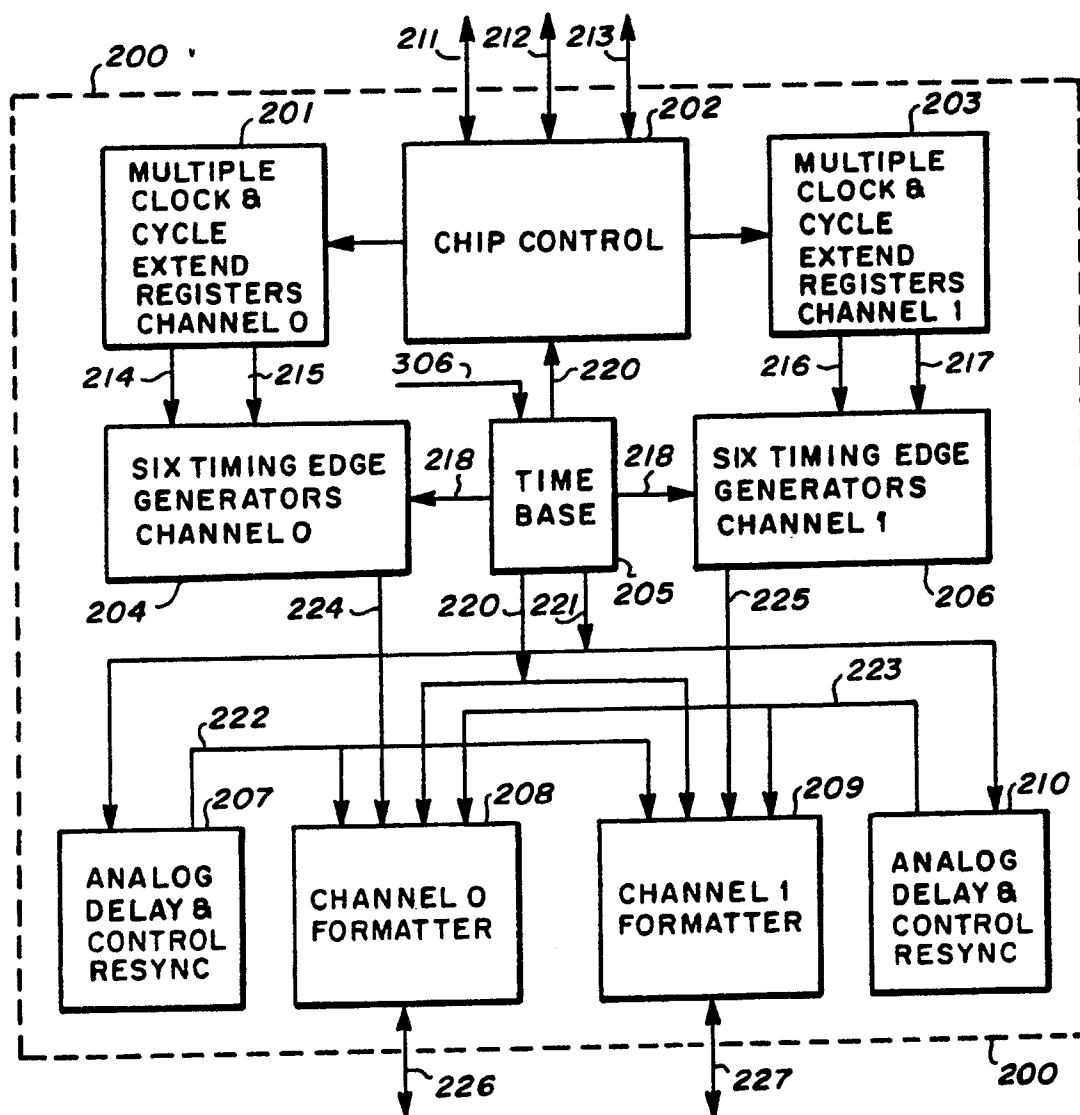 211
212
213
200
201
202
203
MULTIPLE
CLOCK &
CYCLE
EXTEND
REGISTERS
CHANNEL 0
CHIP CONTROL
MULTIPLE
CLOCK &
CYCLE
EXTEND
REGISTERS
CHANNEL 1
214
215
306
220
216
217
SIX TIMING EDGE
GENERATORS
CHANNEL 0
218
TIME
BASE
218
SIX TIMING EDGE
GENERATORS
CHANNEL 1
204
224
220
221
205
225
206
222
223
207
208
209
210
ANALOG
DELAY &
CONTROL
RESYNC
CHANNEL 0
FORMATTER
CHANNEL 1
FORMATTER
ANALOG
DELAY &
CONTROL
RESYNC
226
227
200